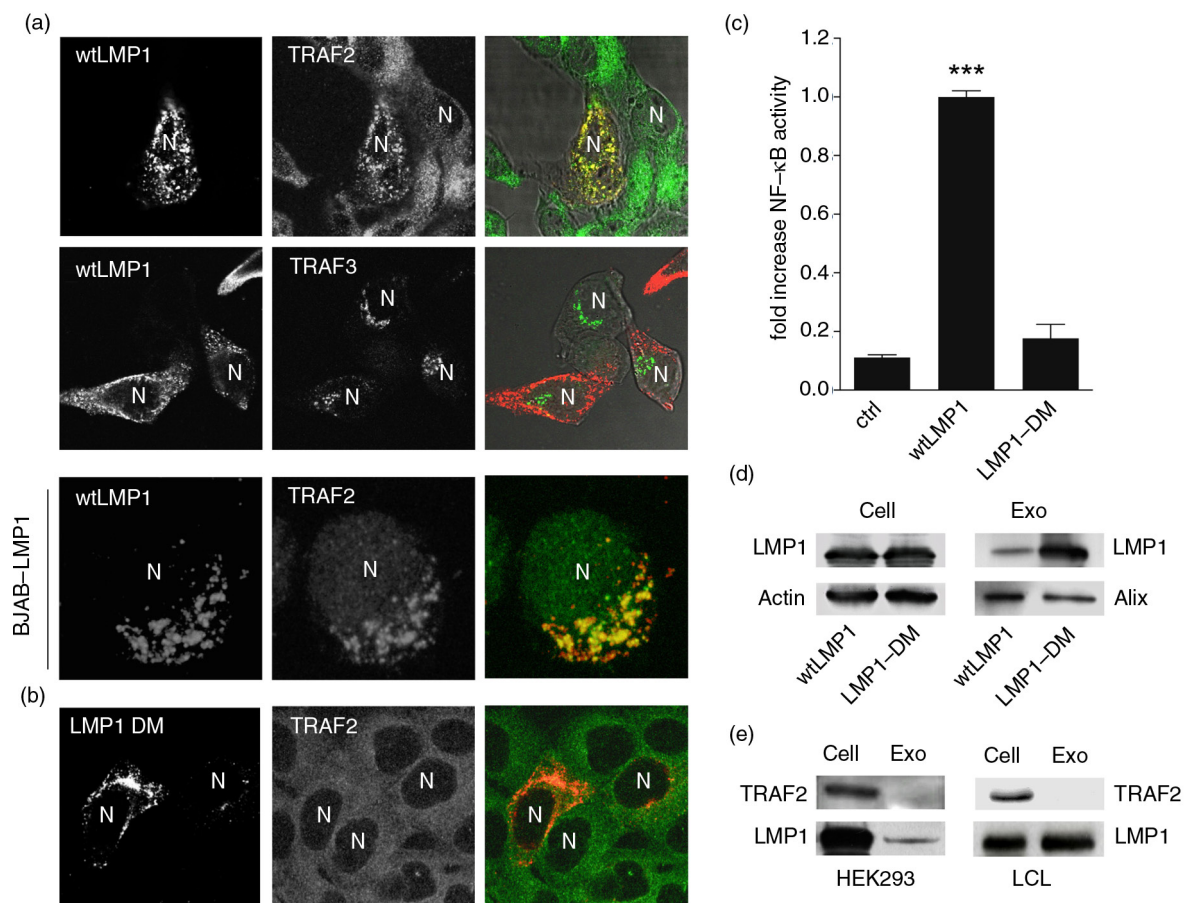 (a)
wtLMP1
TRAF2
N
N
N
N
wtLMP1
TRAF3
N
N
N
N
N
N
N
N
BJAB–LMP1
wtLMP1
TRAF2
N
N
N
(b)
LMP1 DM
TRAF2
N
N
N
N
N
N
N
N
(c)
fold increase NF–κB activity
1.2
1.0
0.8
0.6
0.4
0.2
0.0
***
ctrl
wtLMP1
LMP1–DM
(d)
Cell
Exo
LMP1
LMP1
Actin
Alix
wtLMP1
LMP1–DM
wtLMP1
LMP1–DM
(e)
Cell
Exo
Cell
Exo
TRAF2
TRAF2
LMP1
LMP1
HEK293
LCL